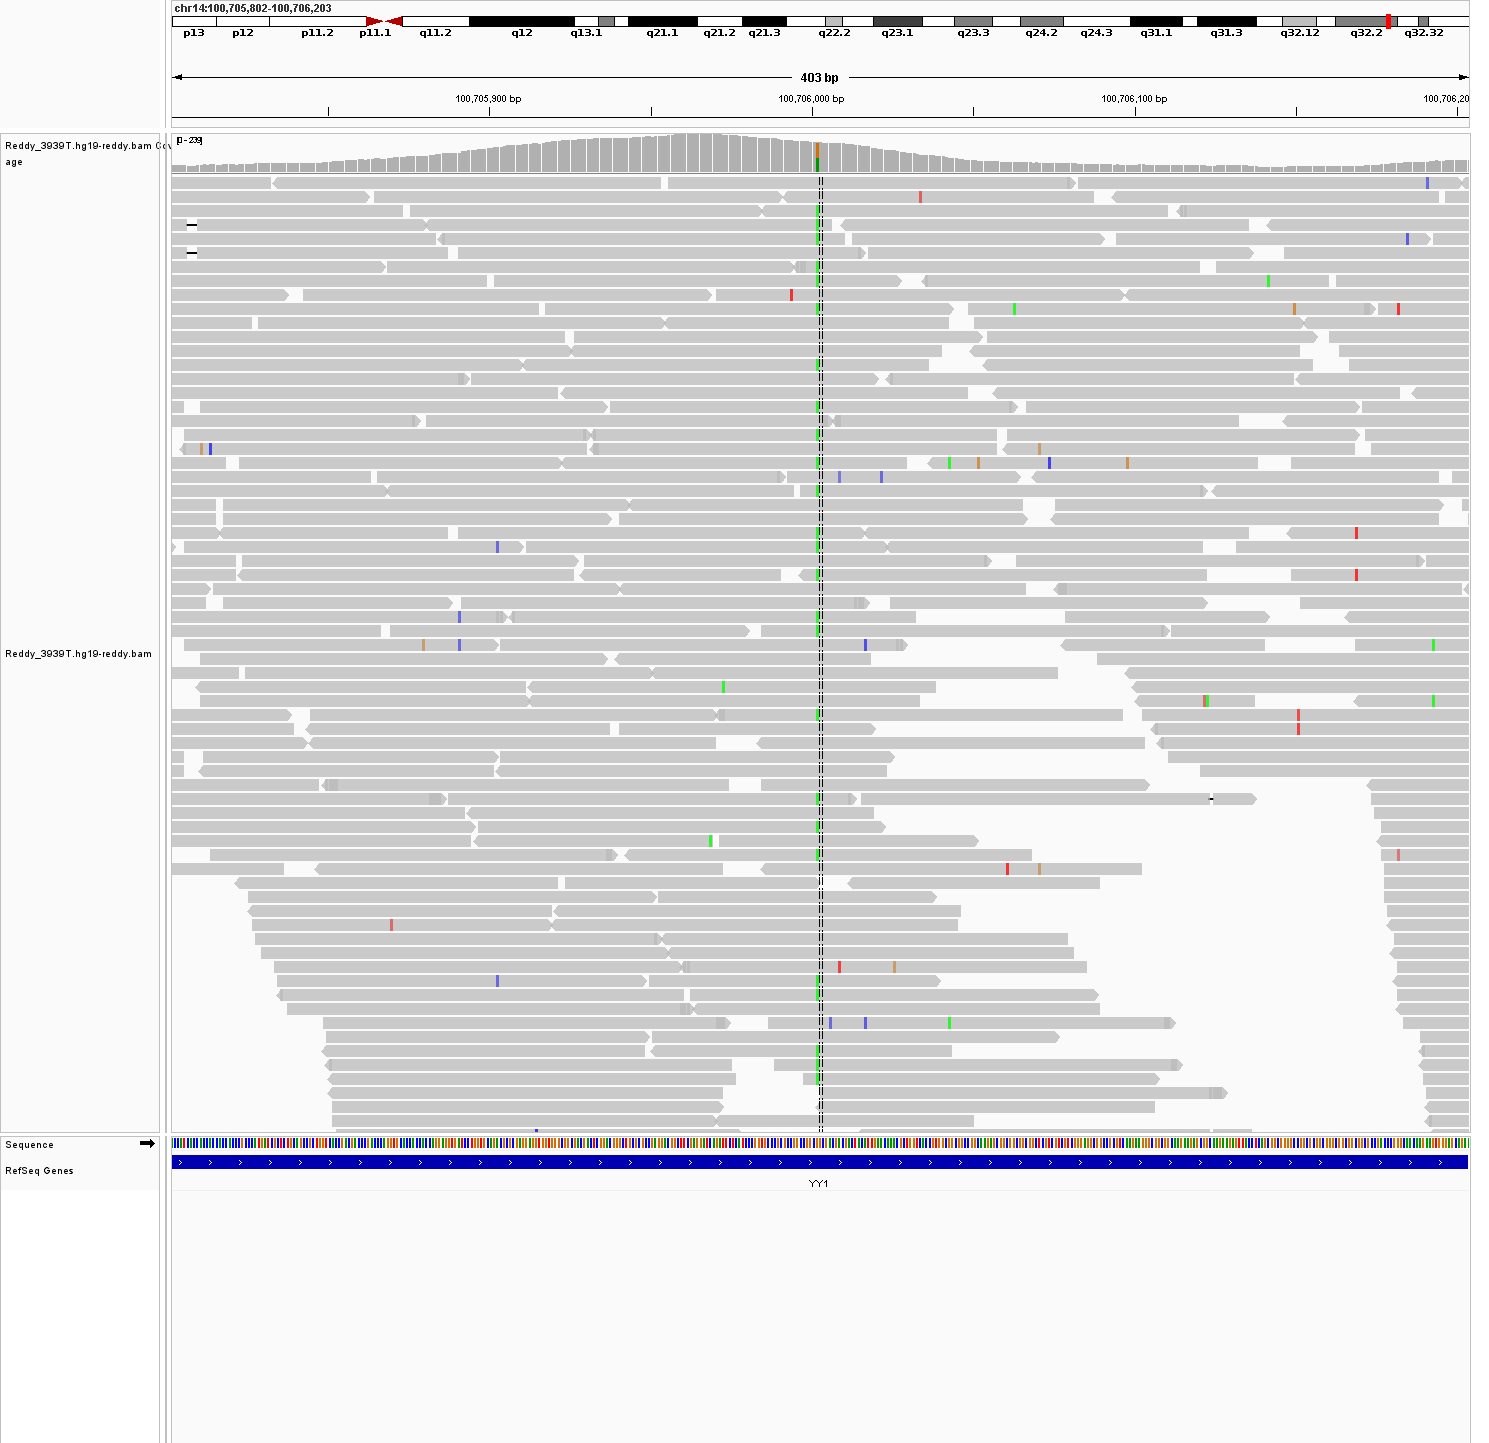 chr14:100,705,802-100,706,203
p13 p12 p11.2 p11.1 q11.2 q12 q13.1 q21.1 q21.2 q21.3 q22.2 q23.1 q23.3 q24.2 q24.3 q31.1 q31.3 q32.12 q32.2 q32.32
403 bp
100,705,900 bp 100,706,000 bp 100,706,100 bp 100,706,20
Reddy_3939T.hg19-reddy.bam Cov
age
[0 - 239]
Reddy_3939T.hg19-reddy.bam
Sequence
RefSeq Genes
YY1